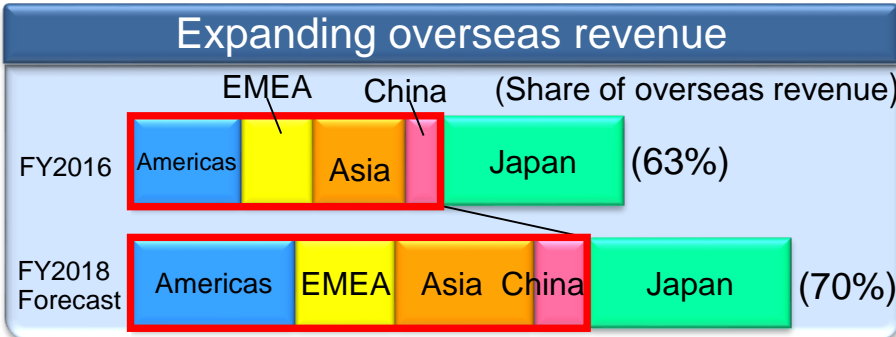 Expanding overseas revenue
EMEA China (Share of overseas revenue)
FY2016 Americas Asia Japan (63%)
FY2018
Forecast
Americas EMEA Asia China Japan (70%)